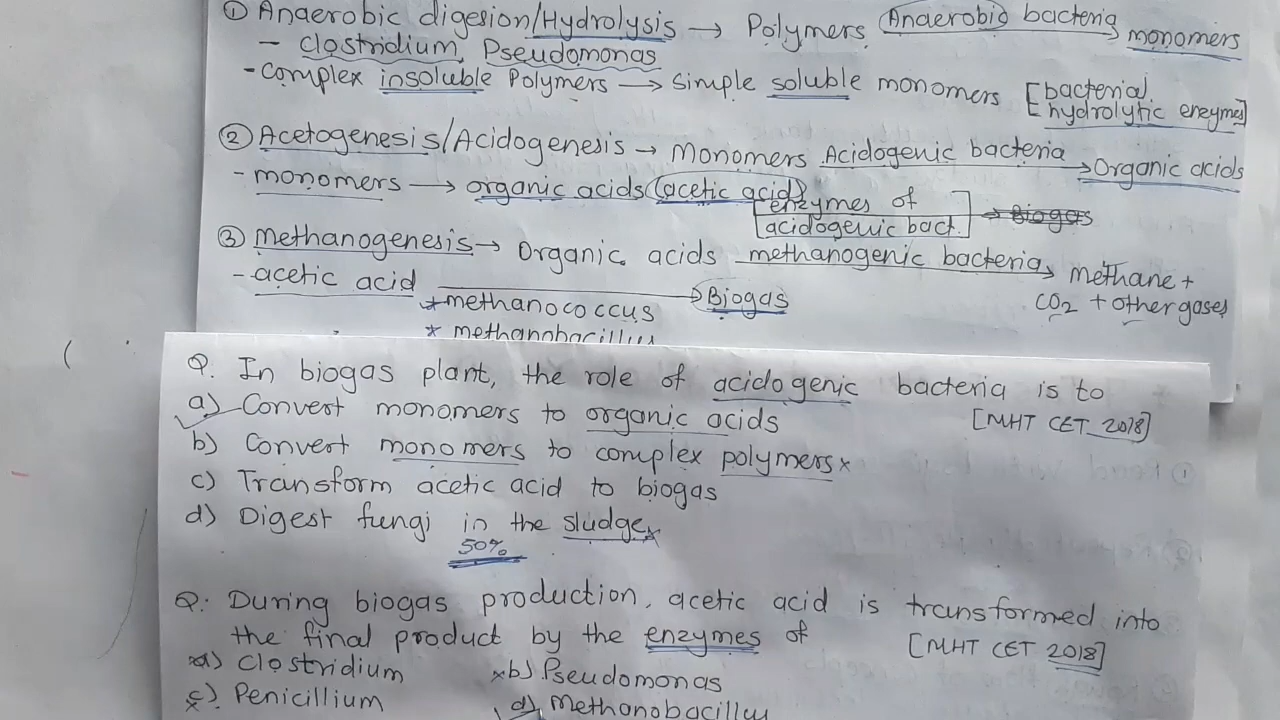 ① Anaerobic digesion/Hydrolysis → Polymers Anaerobic bacteria → monomers
- clostridium, Pseudomonas
- Complex insoluble Polymers → simple soluble monomers [bacterial hydrolytic enzymes]
② Acetogenesis/Acidogenesis → Monomers Acidogenic bacteria → Organic acids
- monomers → organic acids (acetic acid)
[enzymes of acidogenic bact.] → Biogas
③ methanogenesis → Organic acids methanogenic bacteria → methane + CO2 + other gases
- acetic acid → Biogas
* methanococcus
* methanobacillus
Q. In biogas plant, the role of acidogenic bacteria is to
a) Convert monomers to organic acids [MHT CET 2018]
b) Convert monomers to complex polymers x
c) Transform acetic acid to biogas
d) Digest fungi in the sludge x
50%
Q. During biogas production, acetic acid is transformed into
the final product by the enzymes of [MHT CET 2018]
a) Clostridium x b) Pseudomonas
c) Penicillium d) Methanobacillus